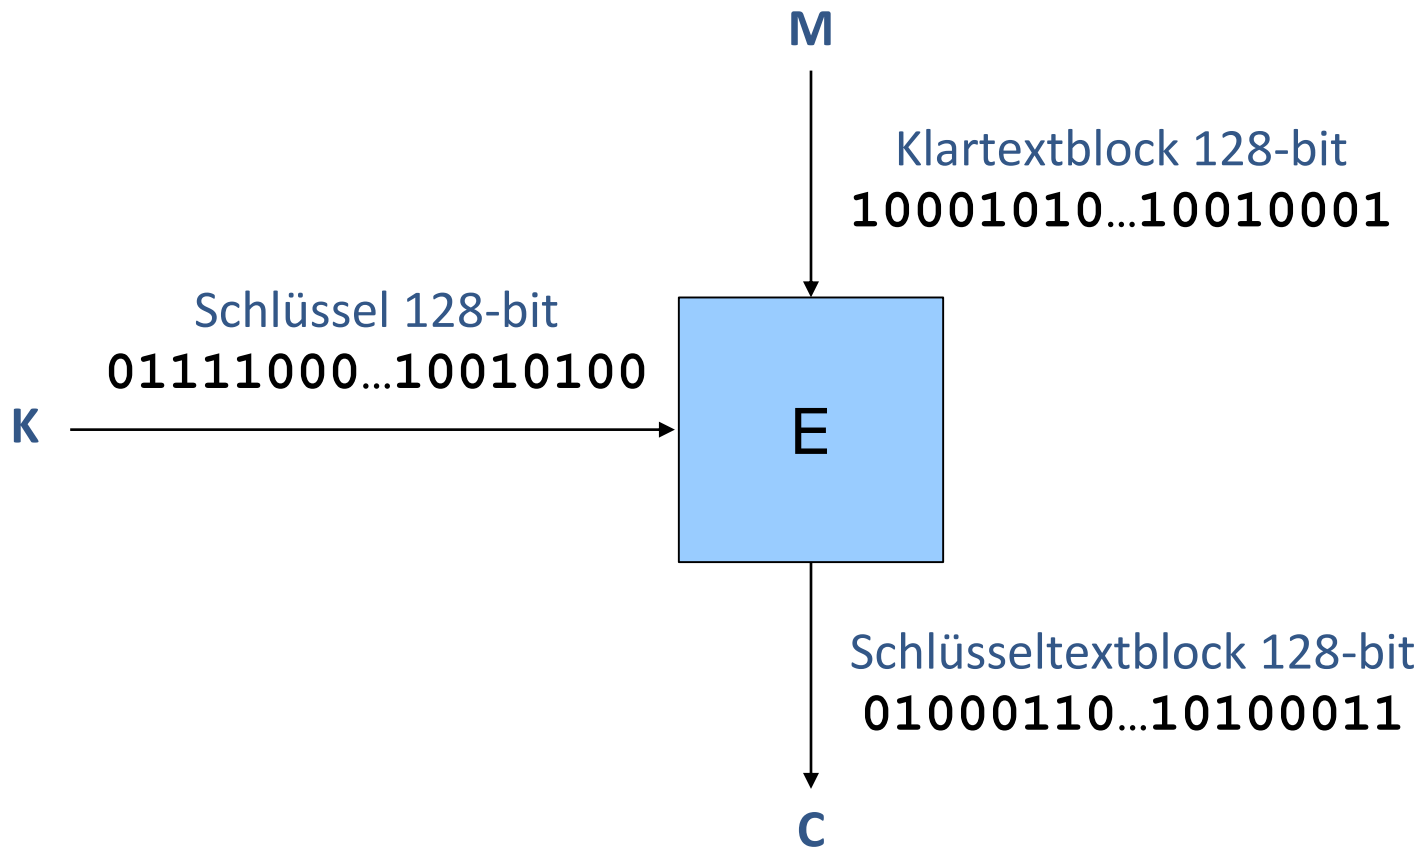 M
Klartextblock 128-bit
10001010...10010001
Schlüssel 128-bit
01111000...10010100
K
E
Schlüsseltextblock 128-bit
01000110...10100011
C